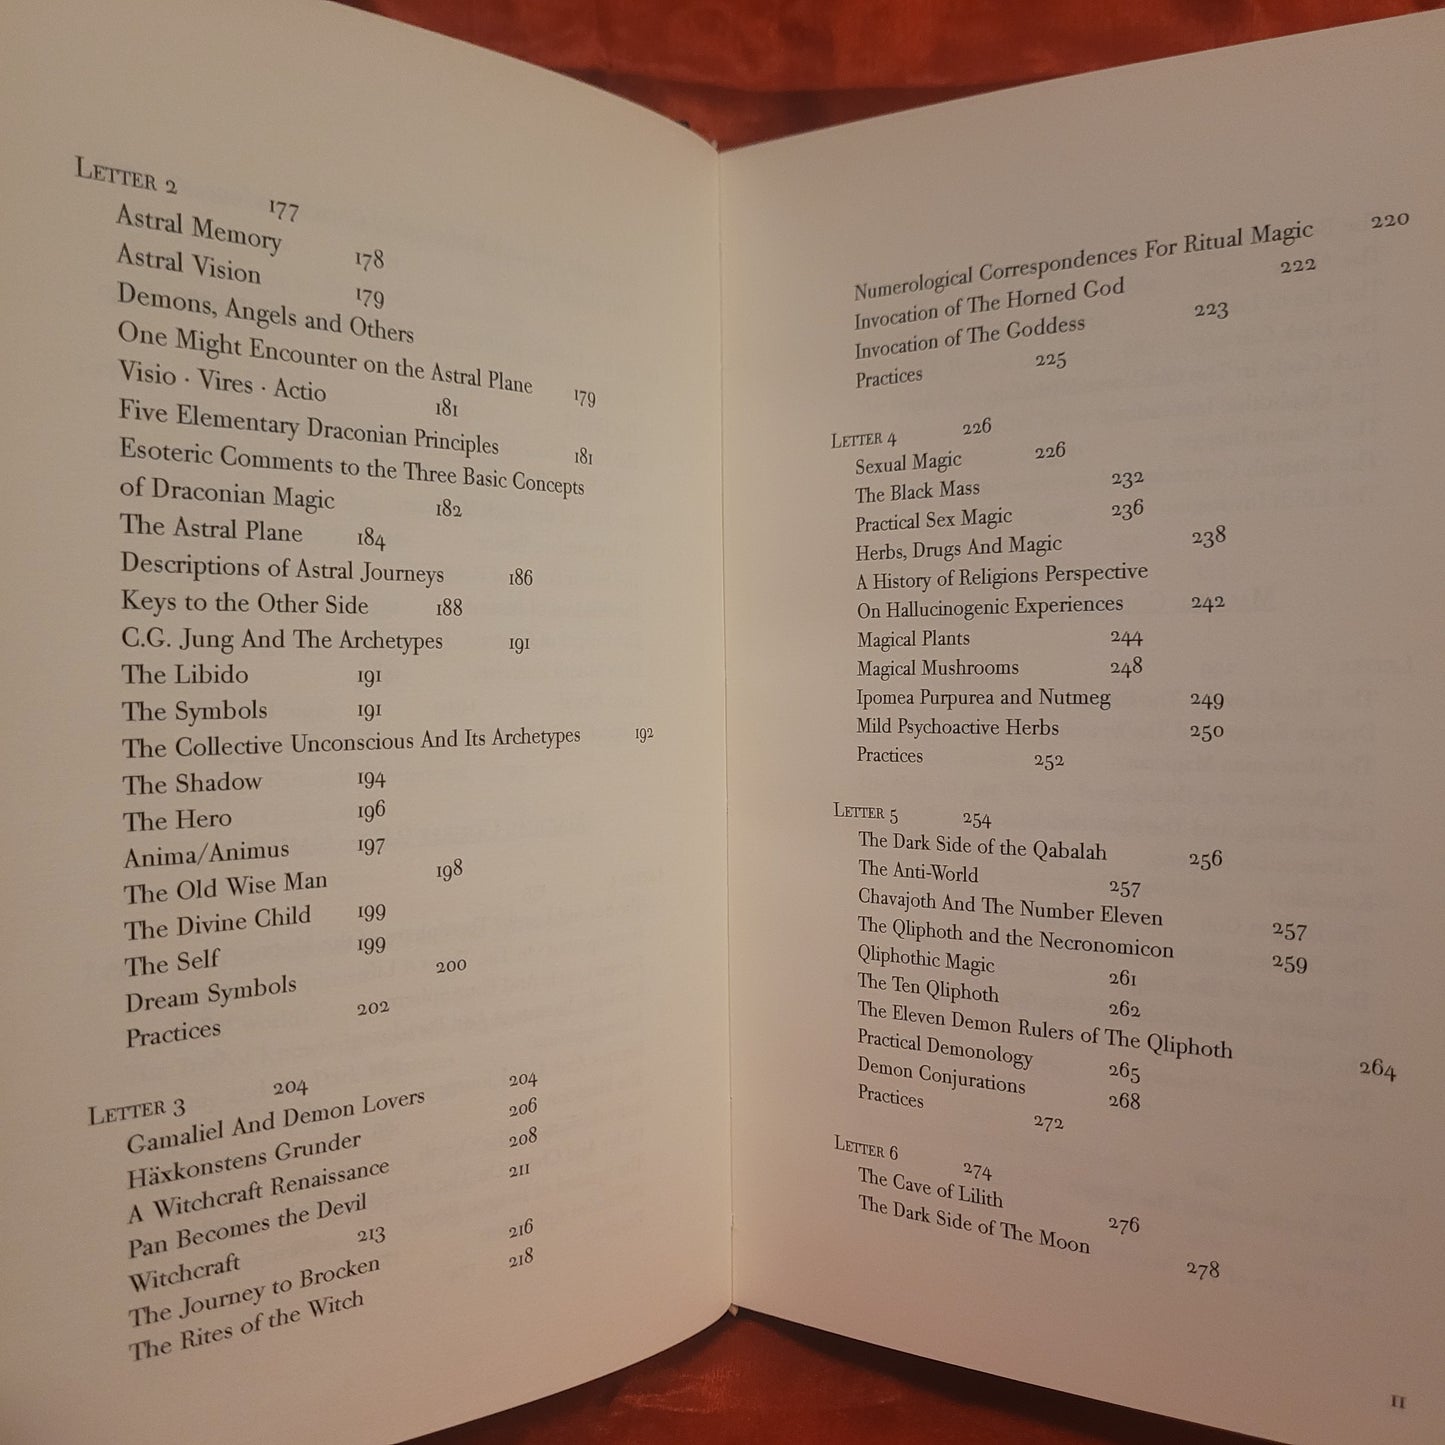 LETTER 2 177
Astral Memory 178
Astral Vision 179
Demons, Angels and Others
One Might Encounter on the Astral Plane 179
Visio · Vires · Actio 181
Five Elementary Draconian Principles 181
Esoteric Comments to the Three Basic Concepts
of Draconian Magic 182
The Astral Plane 184
Descriptions of Astral Journeys 186
Keys to the Other Side 188
C.G. Jung And The Archetypes 191
The Libido 191
The Symbols 191
The Collective Unconscious And Its Archetypes 192
The Shadow 194
The Hero 196
Anima/Animus 197
The Old Wise Man 198
The Divine Child 199
The Self 199
Dream Symbols 200
Practices 202
LETTER 3 204
Gamaliel And Demon Lovers 204
Häxkonstens Grunder 206
A Witchcraft Renaissance 208
Pan Becomes the Devil 211
Witchcraft 213
The Journey to Brocken 216
The Rites of the Witch 218
Numerological Correspondences For Ritual Magic 220
Invocation of The Horned God 222
Invocation of The Goddess 223
Practices 225
LETTER 4 226
Sexual Magic 226
The Black Mass 232
Practical Sex Magic 236
Herbs, Drugs And Magic 238
A History of Religions Perspective
On Hallucinogenic Experiences 242
Magical Plants 244
Magical Mushrooms 248
Ipomea Purpurea and Nutmeg 249
Mild Psychoactive Herbs 250
Practices 252
LETTER 5 254
The Dark Side of the Qabalah 256
The Anti-World 257
Chavajoth And The Number Eleven 257
The Qliphoth and the Necronomicon 259
Qliphothic Magic 261
The Ten Qliphoth 262
The Eleven Demon Rulers of The Qliphoth 264
Practical Demonology 265
Demon Conjurations 268
Practices 272
LETTER 6 274
The Cave of Lilith 276
The Dark Side of The Moon 278
11